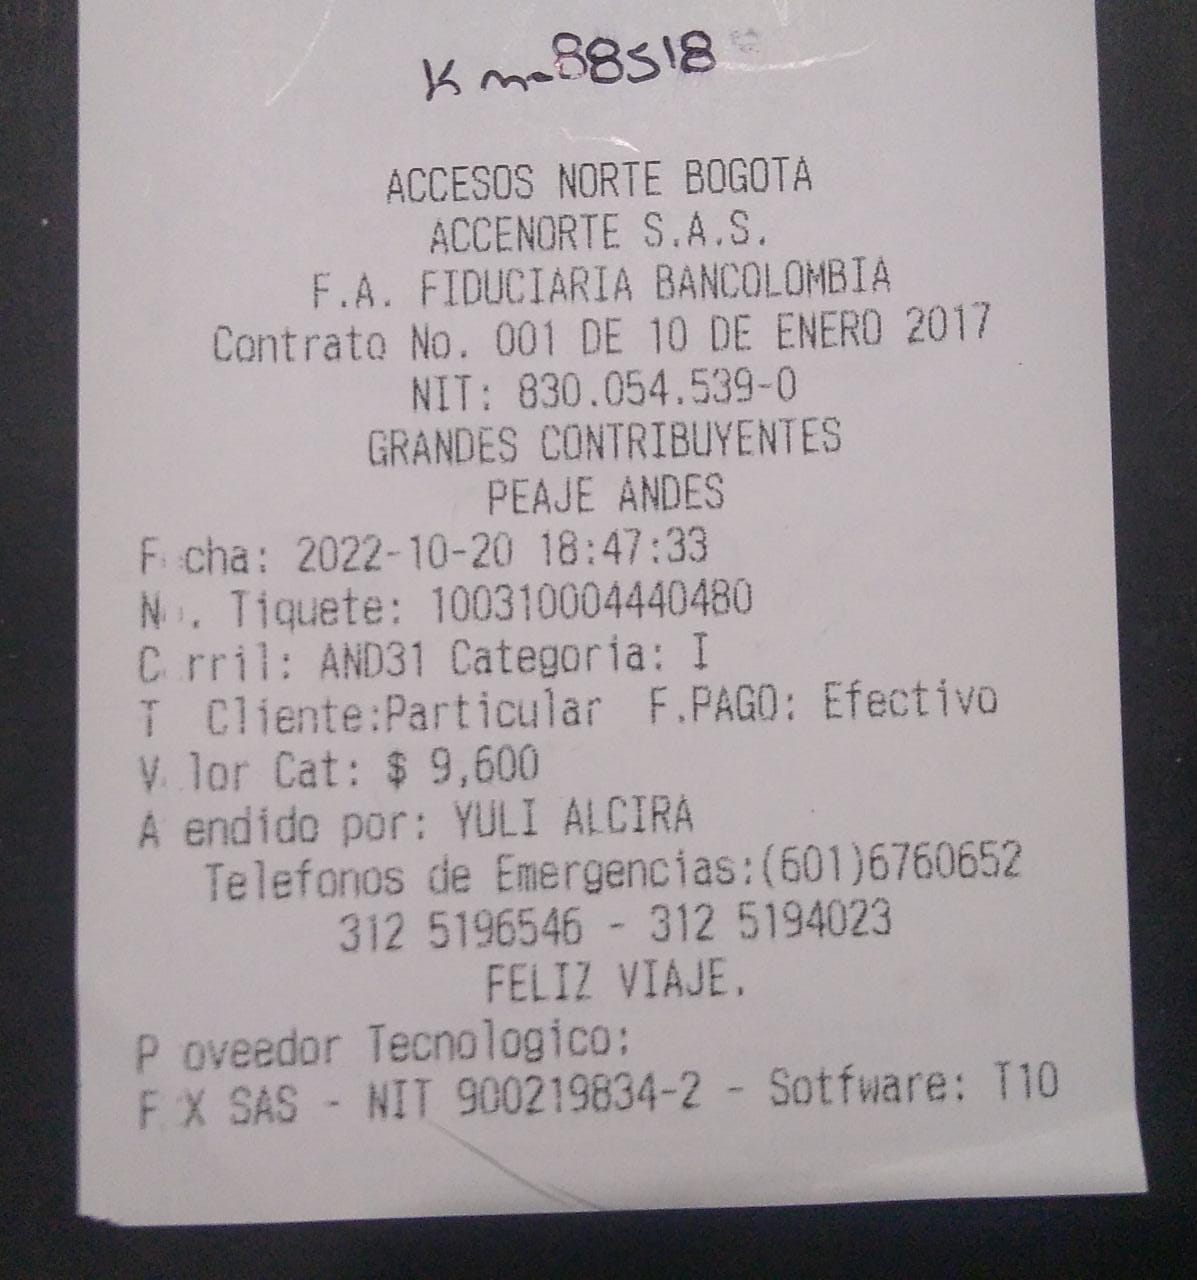 Km-88518
ACCESOS NORTE BOGOTA
ACCENORTE S.A.S.
F.A. FIDUCIARIA BANCOLOMBIA
Contrato No. 001 DE 10 DE ENERO 2017
NIT: 830.054.539-0
GRANDES CONTRIBUYENTES
PEAJE ANDES
F cha: 2022-10-20 18:47:33
N . Tiquete: 100310004440480
C rril: AND31 Categoria: I
T Cliente:Particular F.PAGO: Efectivo
V lor Cat: $ 9,600
A endido por: YULI ALCIRA
Telefonos de Emergencias:(601)6760652
312 5196546 - 312 5194023
FELIZ VIAJE.
P oveedor Tecnologico:
F X SAS - NIT 900219834-2 - Sotfware: T10